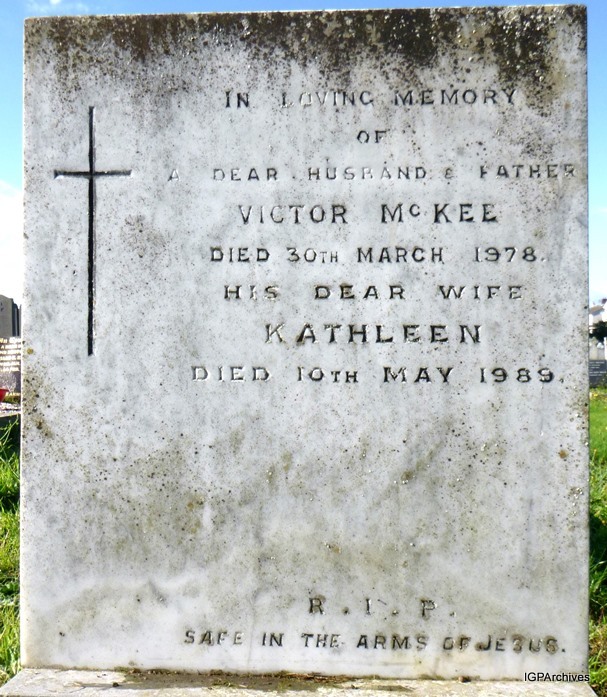 IN LOVING MEMORY
OF
A DEAR HUSBAND & FATHER
VICTOR McKEE
DIED 30TH MARCH 1978.
HIS DEAR WIFE
KATHLEEN
DIED 10TH MAY 1989.
R.I.P.
SAFE IN THE ARMS OF JESUS.
IGPArchives